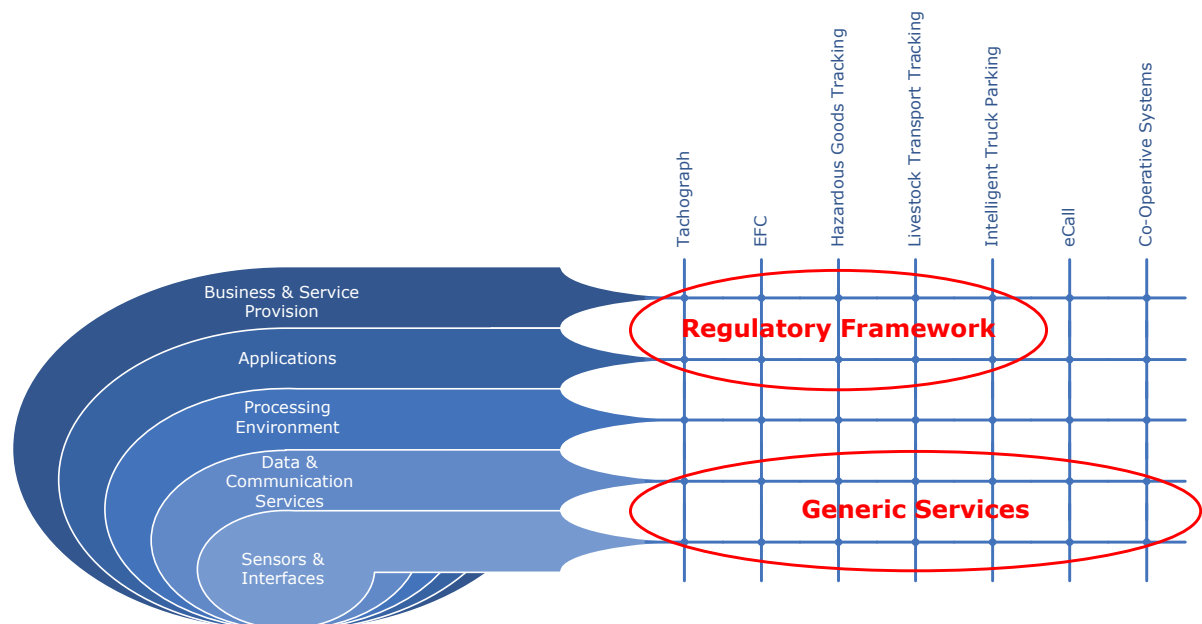 Tachograph
EFC
Hazardous Goods Tracking
Livestock Transport Tracking
Intelligent Truck Parking
eCall
Co-Operative Systems
Business & Service
Provision
Regulatory Framework
Applications
Processing
Environment
Data &
Communication
Services
Generic Services
Sensors &
Interfaces